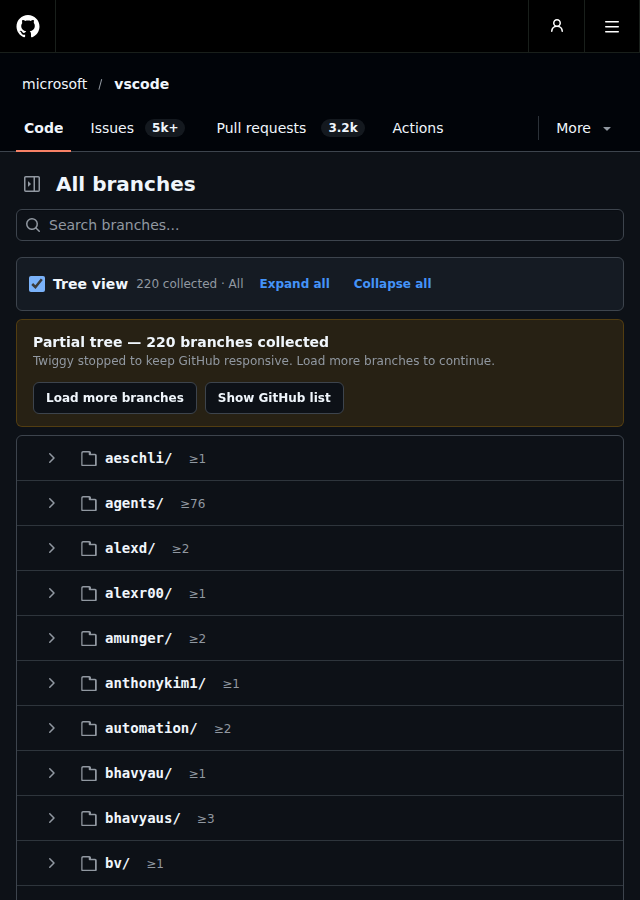 microsoft / vscode
Code Issues 5k+ Pull requests 3.2k Actions More
All branches
Search branches...
Tree view 220 collected · All Expand all Collapse all
Partial tree — 220 branches collected
Twiggy stopped to keep GitHub responsive. Load more branches to continue.
Load more branches Show GitHub list
aeschli/ ≥1
agents/ ≥76
alexd/ ≥2
alexr00/ ≥1
amunger/ ≥2
anthonykim1/ ≥1
automation/ ≥2
bhavyau/ ≥1
bhavyaus/ ≥3
bv/ ≥1